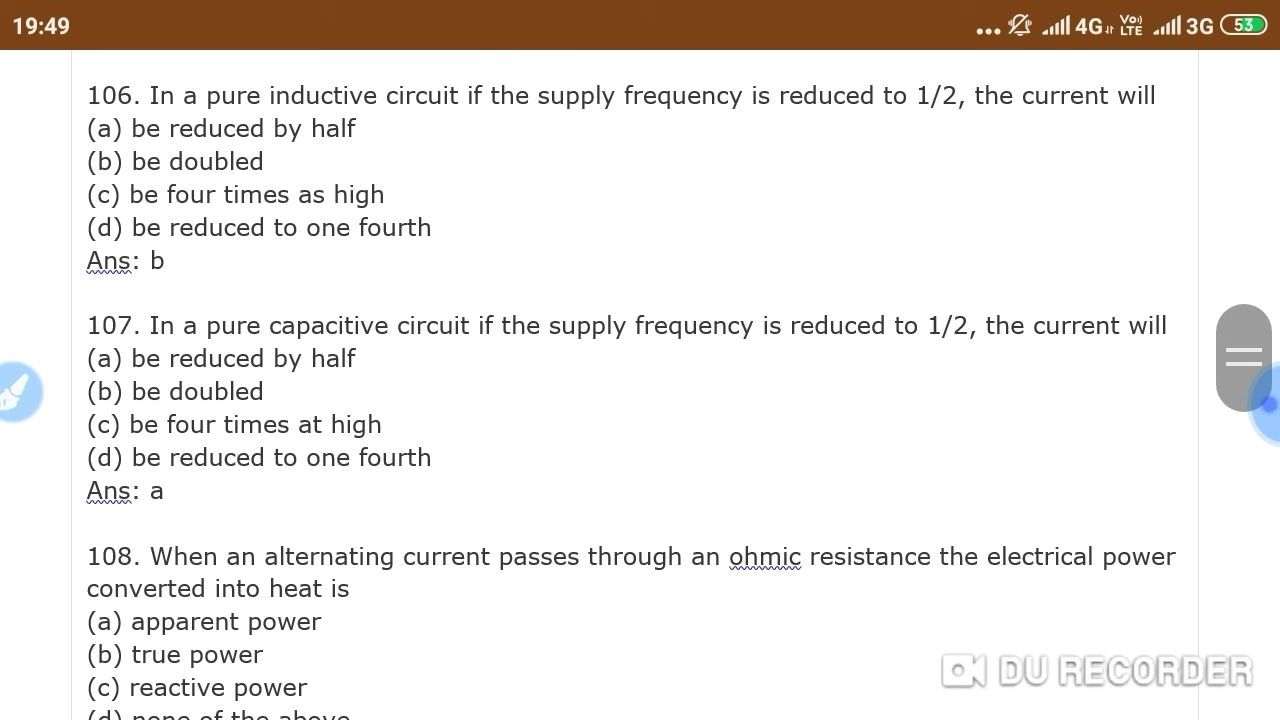 19:49
... 4G Vo)) LTE 3G 53
106. In a pure inductive circuit if the supply frequency is reduced to 1/2, the current will
(a) be reduced by half
(b) be doubled
(c) be four times as high
(d) be reduced to one fourth
Ans: b
107. In a pure capacitive circuit if the supply frequency is reduced to 1/2, the current will
(a) be reduced by half
(b) be doubled
(c) be four times at high
(d) be reduced to one fourth
Ans: a
108. When an alternating current passes through an ohmic resistance the electrical power
converted into heat is
(a) apparent power
(b) true power
(c) reactive power
(d) none of the above
DU RECORDER